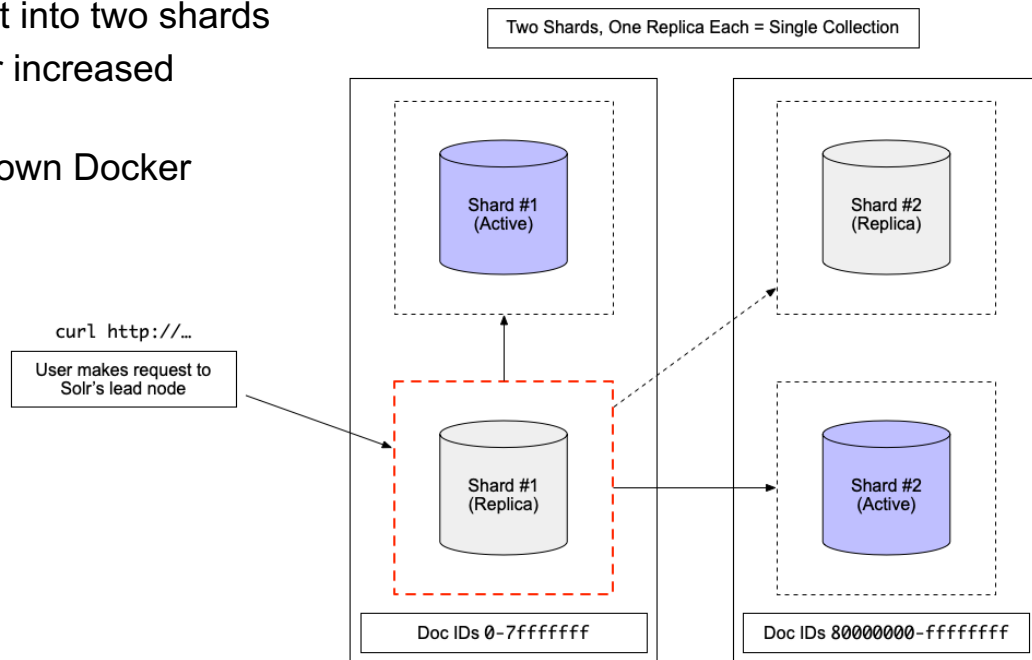 t into two shards
r increased
own Docker
Two Shards, One Replica Each = Single Collection
Shard #1
(Active)
Shard #2
(Replica)
curl http://…
User makes request to
Solr’s lead node
Shard #1
(Replica)
Shard #2
(Active)
Doc IDs 0-7fffffff
Doc IDs 80000000-ffffffff